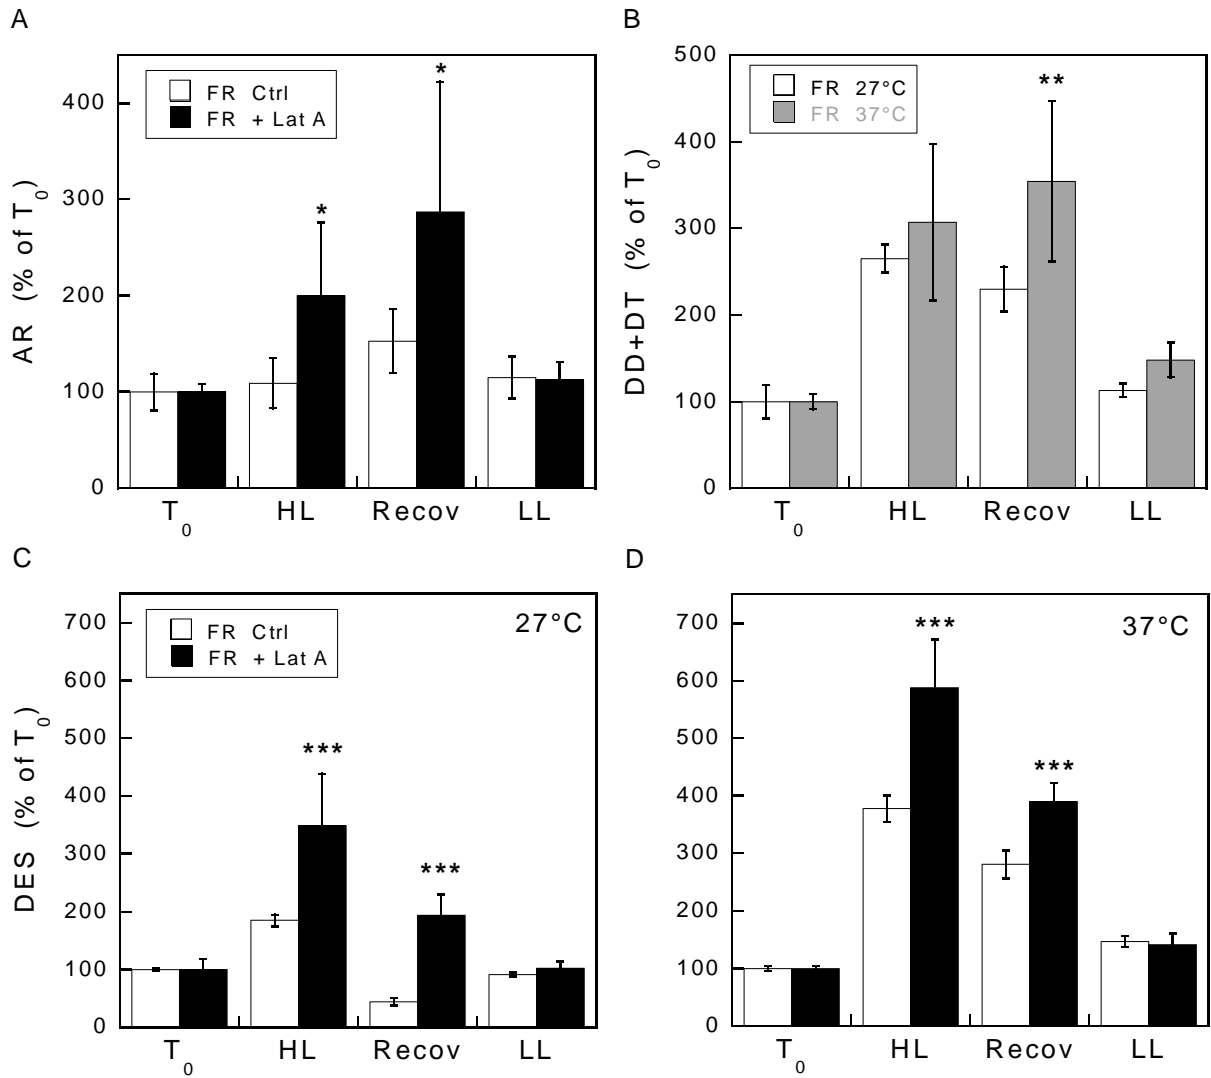 A
AR (% of T0)
400
300
200
100
0
FR Ctrl
FR + Lat A
*
*
T0 HL Recov LL
B
DD+DT (% of T0)
500
400
300
200
100
0
FR 27°C
FR 37°C
**
T0 HL Recov LL
C
DES (% of T0)
700
600
500
400
300
200
100
0
FR Ctrl
FR + Lat A
27°C
***
***
T0 HL Recov LL
D
700
600
500
400
300
200
100
0
37°C
***
***
T0 HL Recov LL